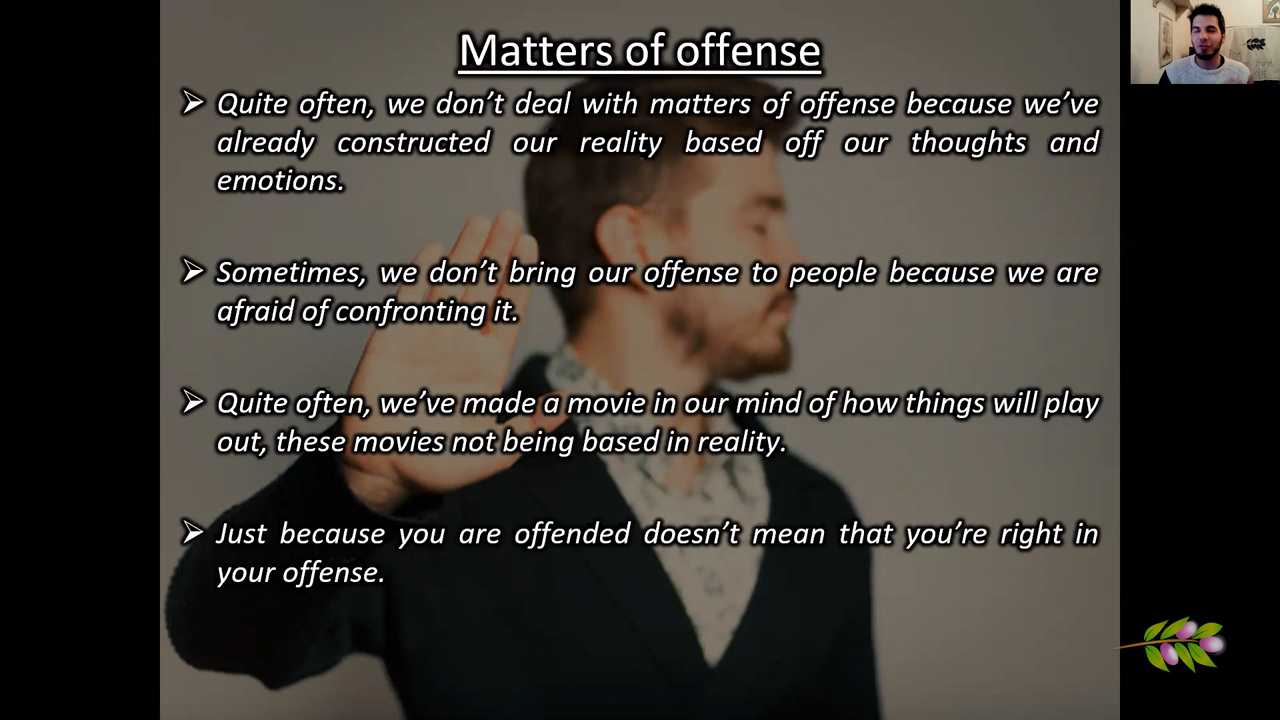 Matters of offense
Quite often, we don't deal with matters of offense because we've
already constructed our reality based off our thoughts and
emotions.
Sometimes, we don't bring our offense to people because we are
afraid of confronting it.
Quite often, we've made a movie in our mind of how things will play
out, these movies not being based in reality.
Just because you are offended doesn't mean that you're right in
your offense.